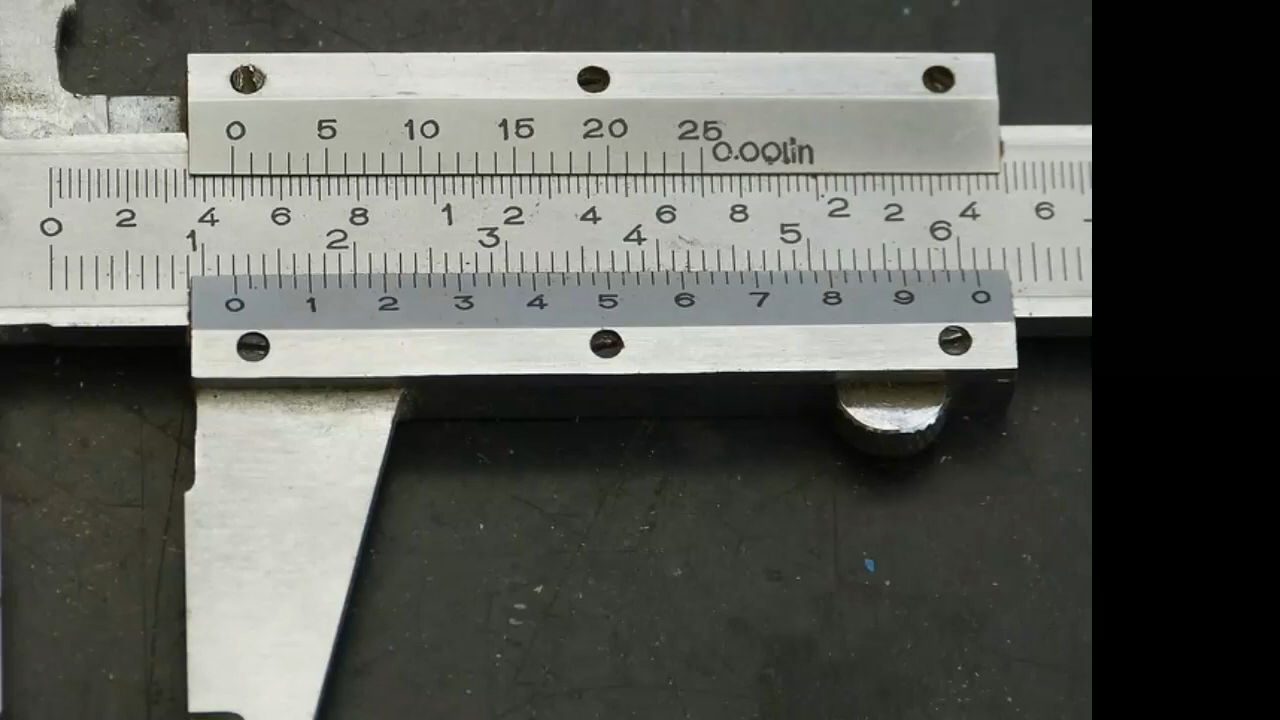 0 5 10 15 20 25
0.001in
0 2 4 6 8 1 2 4 6 8 2 2 4 6
1 2 3 4 5 6
0 1 2 3 4 5 6 7 8 9 0